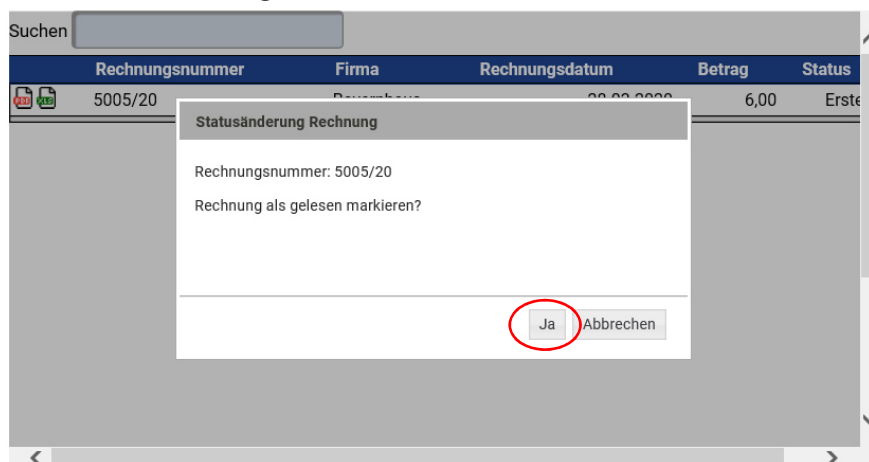 Suchen
Rechnungsnummer Firma Rechnungsdatum Betrag Status
5005/20 6,00 Erste
Statusänderung Rechnung
Rechnungsnummer: 5005/20
Rechnung als gelesen markieren?
Ja Abbrechen